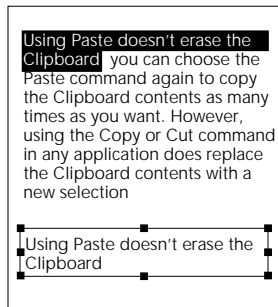 Using Paste doesn't erase the
Clipboard you can choose the
Paste command again to copy
the Clipboard contents as many
times as you want. However,
using the Copy or Cut command
in any application does replace
the Clipboard contents with a
new selection
Using Paste doesn't erase the
Clipboard